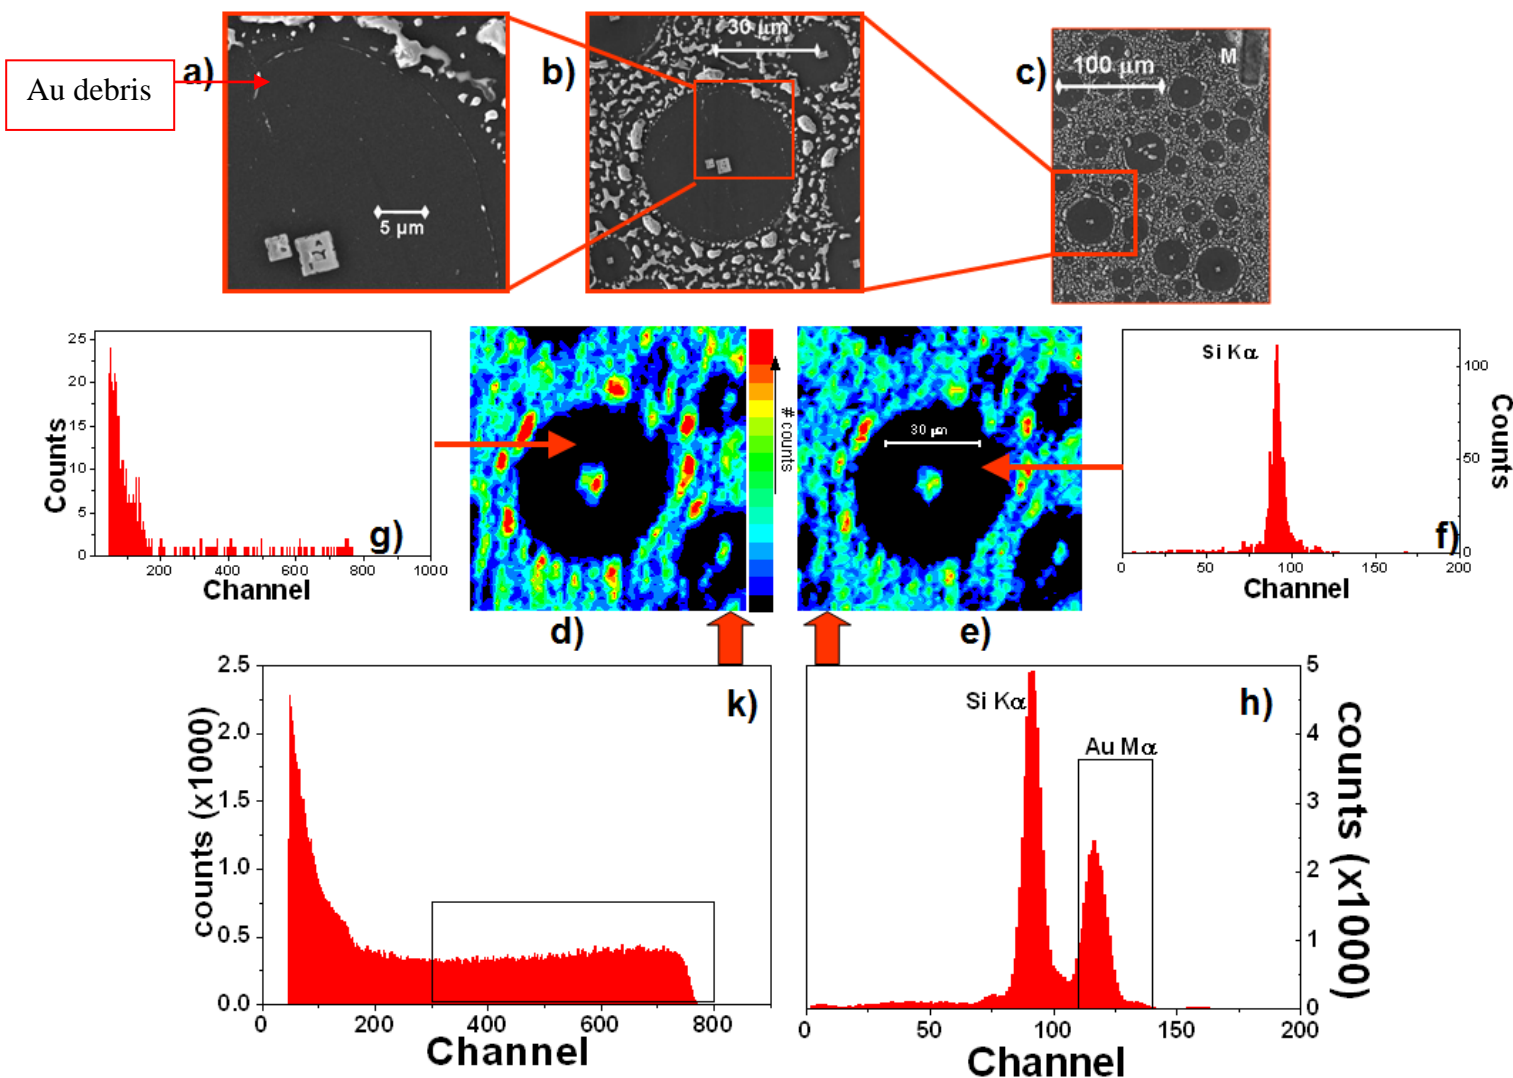 Au debris
a)
5 μm
b)
30 μm
c)
100 μm
M
25
20
15
10
5
0
Counts
200
400
600
800
1000
Channel
g)
# counts
d)
30 μm
e)
Si Kα
100
50
0
Counts
0
50
100
150
200
Channel
f)
2.5
2.0
1.5
1.0
0.5
0.0
counts (x1000)
0
200
400
600
800
Channel
k)
Si Kα
Au Mα
h)
5
4
3
2
1
0
counts (x1000)
0
50
100
150
200
Channel